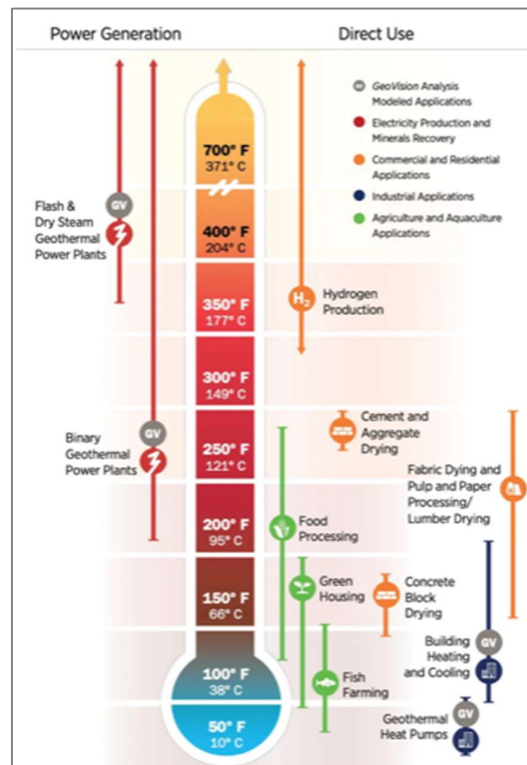 Power Generation
Direct Use
GV GeoVision Analysis
Modeled Applications
Electricity Production and
Minerals Recovery
Commercial and Residential
Applications
Industrial Applications
Agriculture and Aquaculture
Applications
700° F
371° C
400° F
204° C
350° F
177° C
300° F
149° C
250° F
121° C
200° F
95° C
150° F
66° C
100° F
38° C
50° F
10° C
Flash &
Dry Steam
Geothermal
Power Plants
GV
Binary
Geothermal
Power Plants
GV
H₂
Hydrogen
Production
Cement and
Aggregate
Drying
Fabric Dying and
Pulp and Paper
Processing/
Lumber Drying
Food
Processing
Green
Housing
Concrete
Block
Drying
Building
Heating
and Cooling
GV
Fish
Farming
Geothermal
Heat Pumps
GV